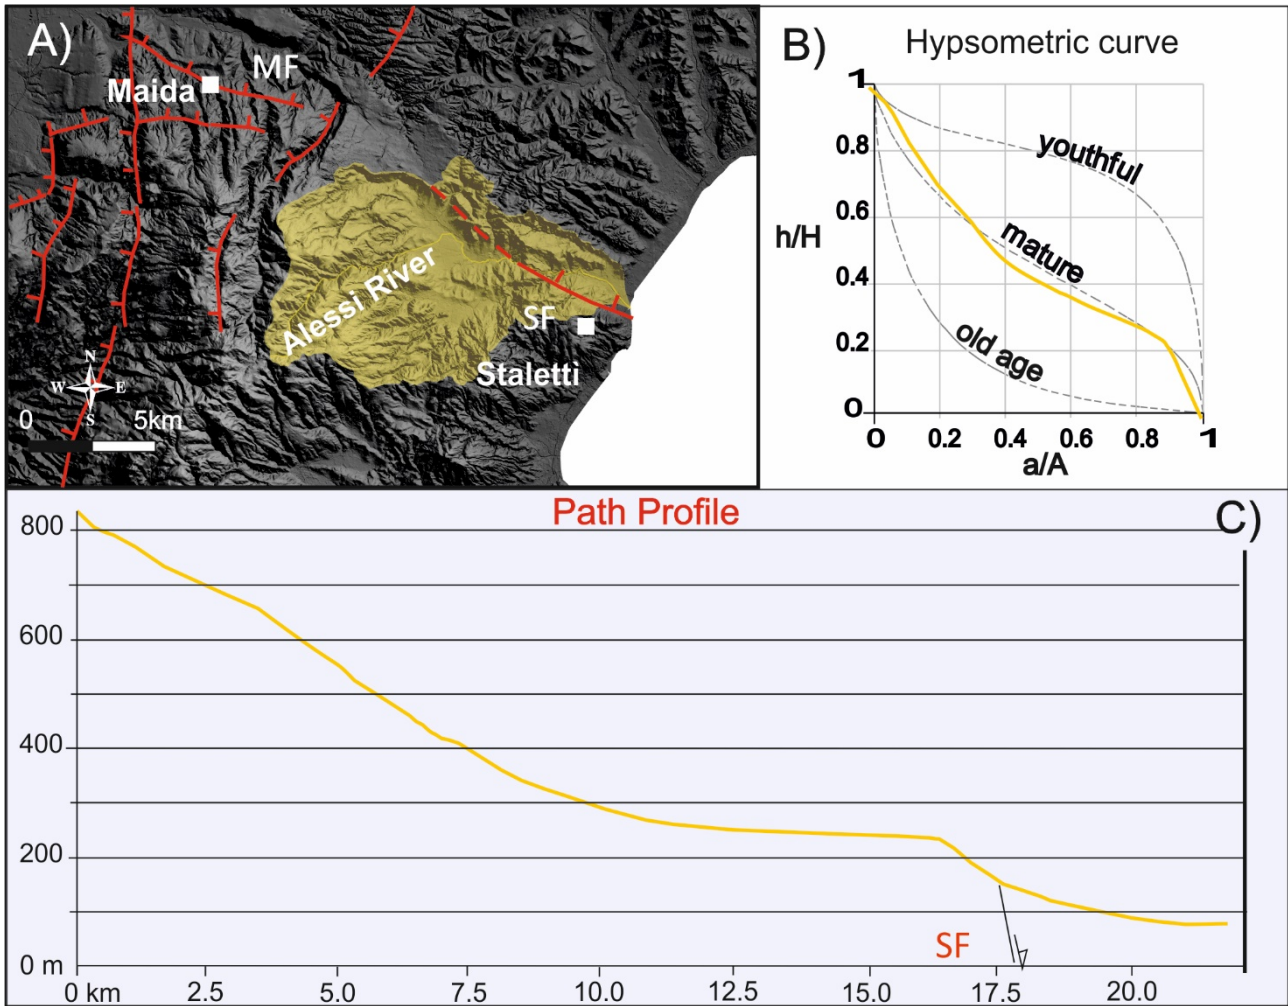 A)
MF
Maida
Alessi River
SF
Staletti
N
W E
S
0 5km
B)
Hypsometric curve
1
0.8
0.6
0.4
0.2
0
h/H
youthful
mature
old age
0 0.2 0.4 0.6 0.8 1
a/A
Path Profile
C)
800
600
400
200
0 m
SF
0 km 2.5 5.0 7.5 10.0 12.5 15.0 17.5 20.0